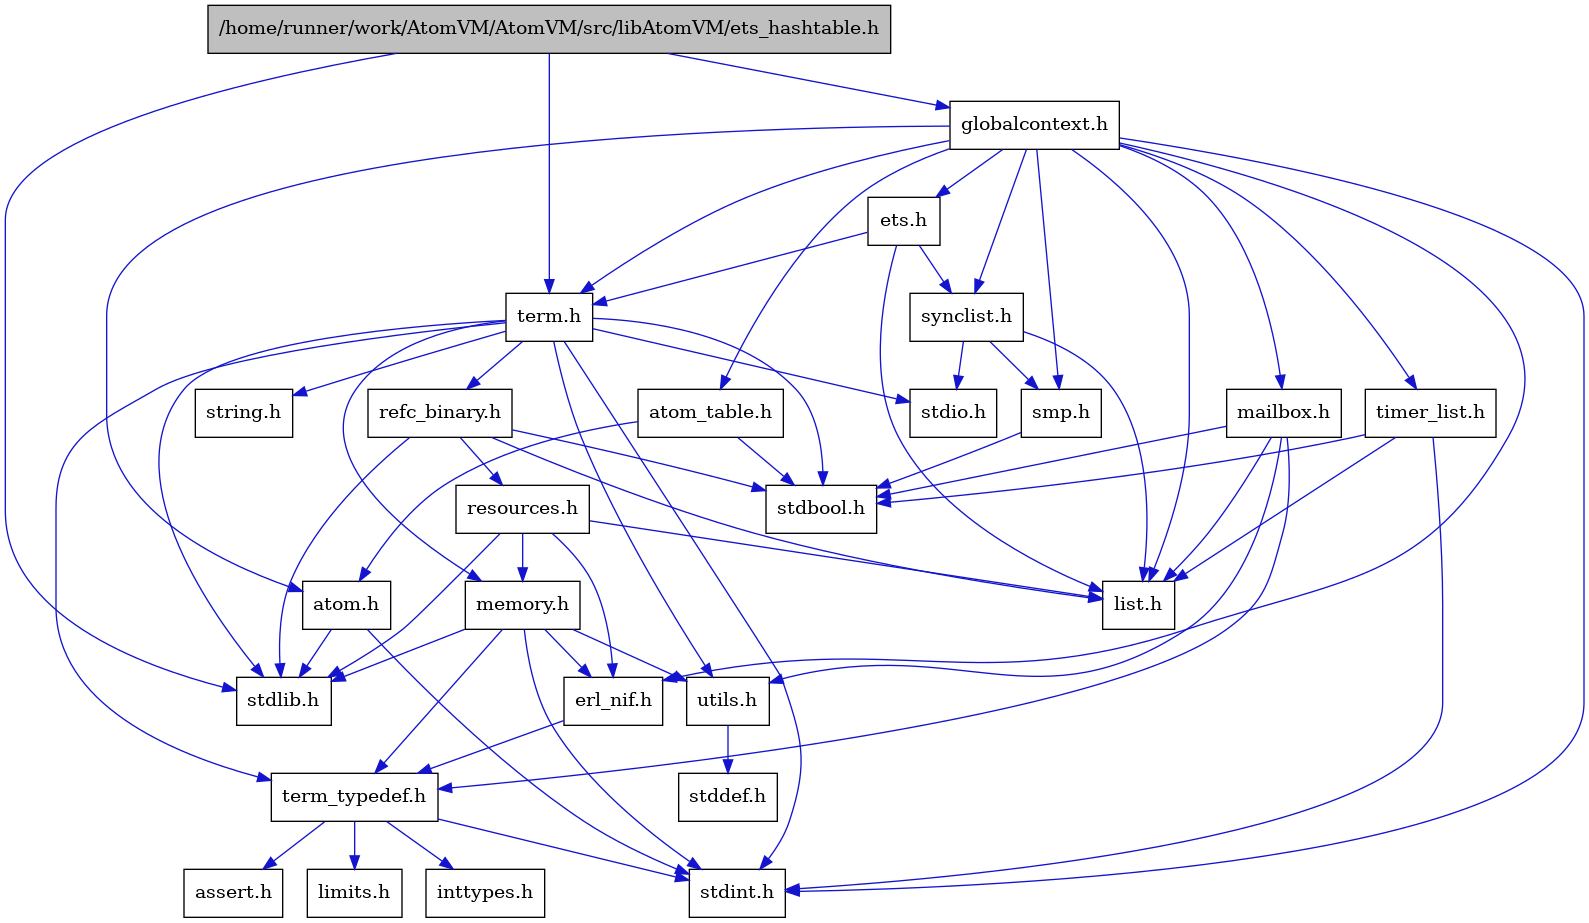 /home/runner/work/AtomVM/AtomVM/src/libAtomVM/ets_hashtable.h
globalcontext.h
ets.h
term.h
synclist.h
string.h
refc_binary.h
atom_table.h
stdio.h
smp.h
mailbox.h
timer_list.h
resources.h
stdbool.h
atom.h
memory.h
list.h
stdlib.h
erl_nif.h
utils.h
term_typedef.h
stddef.h
assert.h
limits.h
inttypes.h
stdint.h